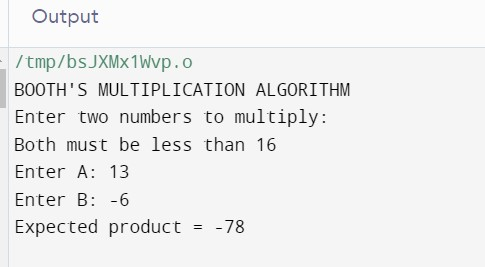 Output
/tmp/bsJXMx1Wvp.o
BOOTH'S MULTIPLICATION ALGORITHM
Enter two numbers to multiply:
Both must be less than 16
Enter A: 13
Enter B: -6
Expected product = -78